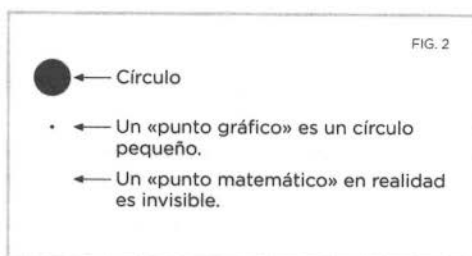 FIG. 2
Círculo
Un «punto gráfico» es un círculo
pequeño.
Un «punto matemático» en realidad
es invisible.